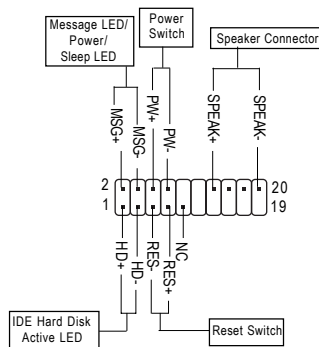 Message LED/
Power/
Sleep LED
Power
Switch
Speaker Connector
MSG+
MSG-
PW+
PW-
SPEAK+
SPEAK-
2
20
1
19
HD+
HD-
RES-
RES+
NC
IDE Hard Disk
Active LED
Reset Switch